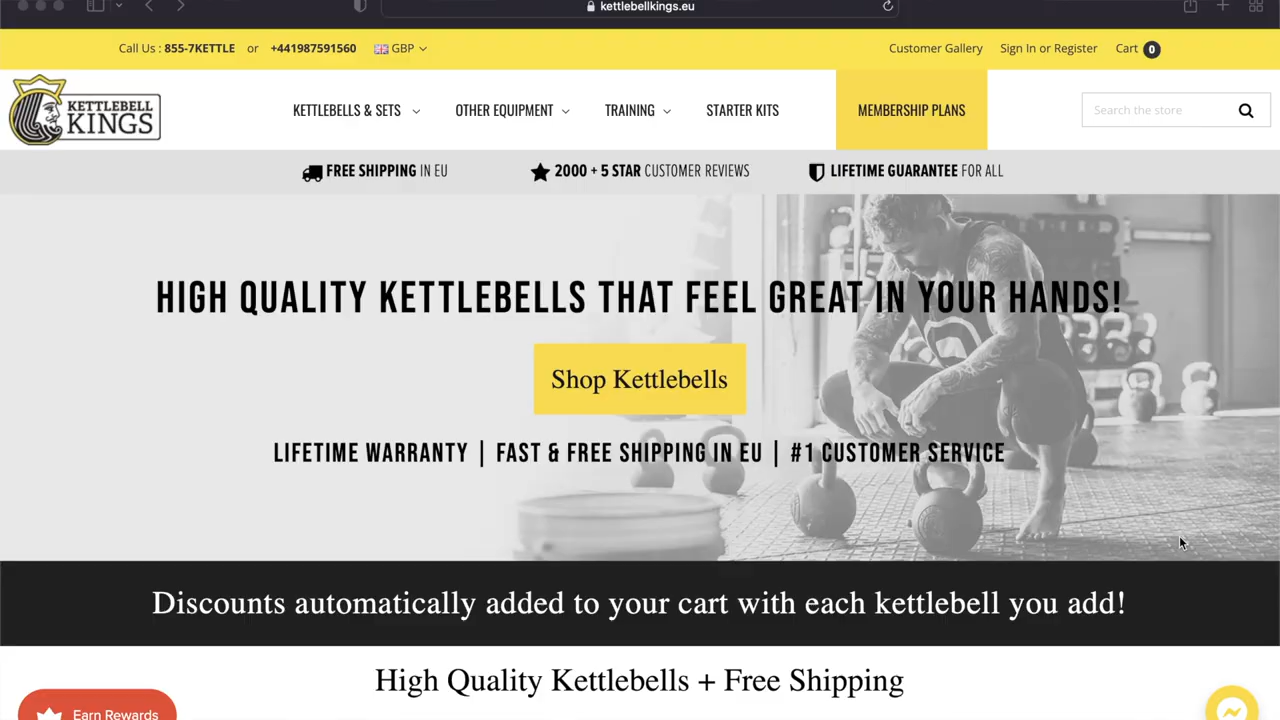 kettlebellkings.eu
Call Us : 855-7KETTLE or +441987591560 GBP Customer Gallery Sign In or Register Cart 0
KETTLEBELL KINGS
KETTLEBELLS & SETS OTHER EQUIPMENT TRAINING STARTER KITS MEMBERSHIP PLANS Search the store
FREE SHIPPING IN EU 2000 + 5 STAR CUSTOMER REVIEWS LIFETIME GUARANTEE FOR ALL
HIGH QUALITY KETTLEBELLS THAT FEEL GREAT IN YOUR HANDS!
Shop Kettlebells
LIFETIME WARRANTY | FAST & FREE SHIPPING IN EU | #1 CUSTOMER SERVICE
Discounts automatically added to your cart with each kettlebell you add!
High Quality Kettlebells + Free Shipping
Earn Rewards